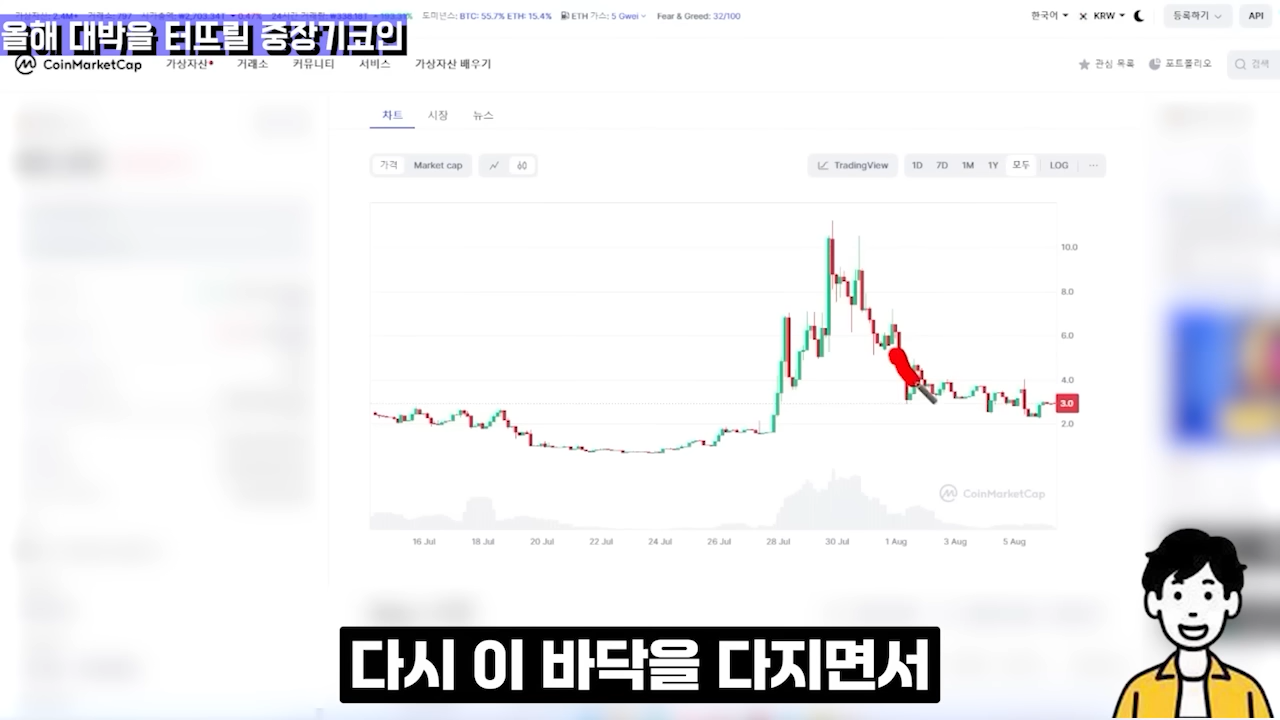 도미넌스: BTC: 55.7% ETH: 15.4% ETH 가스: 5 Gwei Fear & Greed: 32/100 한국어 KRW 등록하기 API
올해 대박을 터뜨릴 중장기코인
CoinMarketCap 가상자산 거래소 커뮤니티 서비스 가상자산 배우기 관심 목록 포트폴리오 검색
차트 시장 뉴스
가격 Market cap TradingView 1D 7D 1M 1Y 모두 LOG ...
10.0
8.0
6.0
4.0
3.0
2.0
CoinMarketCap
16 Jul 18 Jul 20 Jul 22 Jul 24 Jul 26 Jul 28 Jul 30 Jul 1 Aug 3 Aug 5 Aug
다시 이 바닥을 다지면서